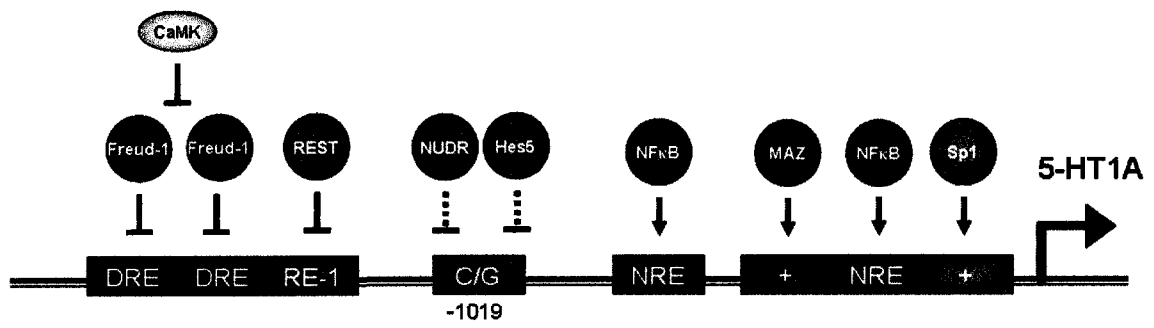 CaMK
Freud-1 Freud-1 REST NUDR Hes5 NFκB MAZ NFκB Sp1
5-HT1A
DRE DRE RE-1 C/G NRE + NRE +
-1019